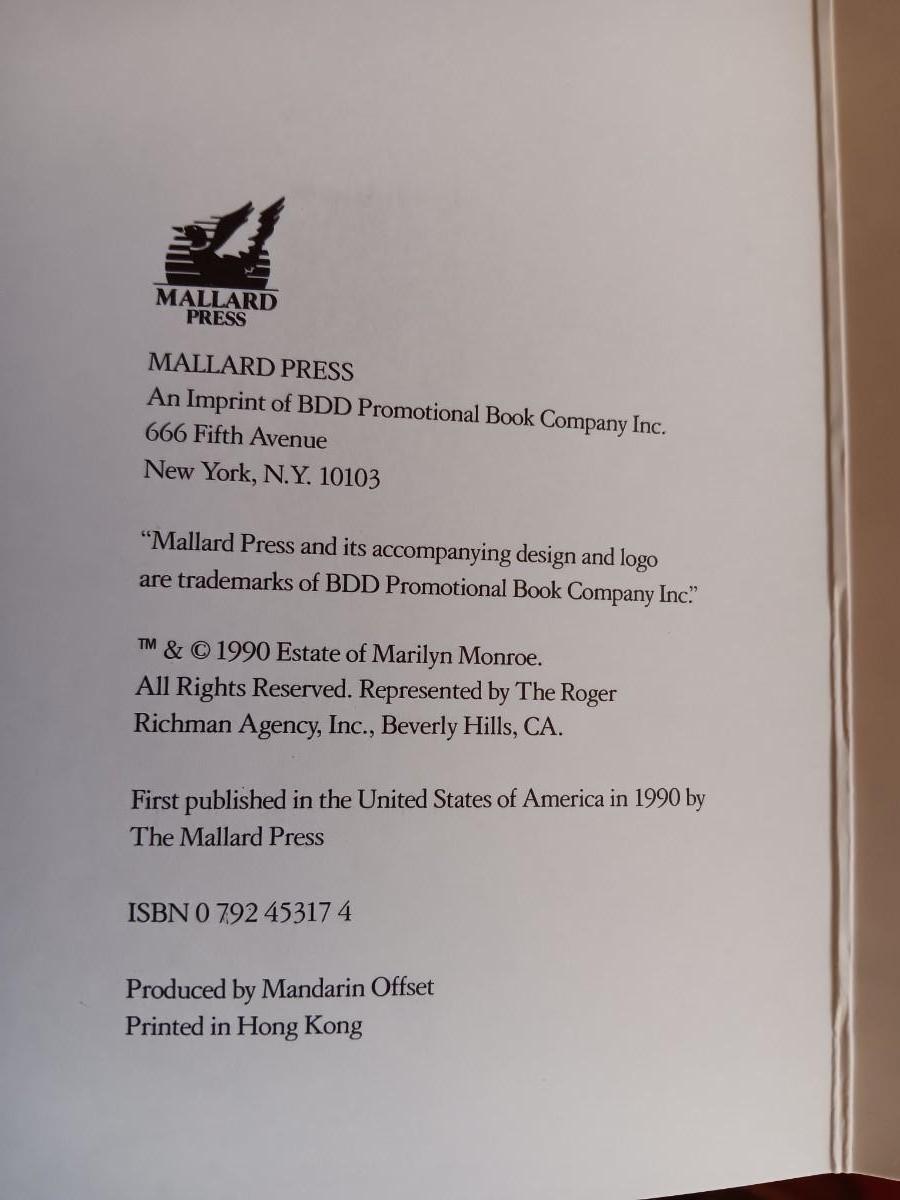 MALLARD
PRESS
MALLARD PRESS
An Imprint of BDD Promotional Book Company Inc.
666 Fifth Avenue
New York, N.Y. 10103
“Mallard Press and its accompanying design and logo
are trademarks of BDD Promotional Book Company Inc.”
™ & © 1990 Estate of Marilyn Monroe.
All Rights Reserved. Represented by The Roger
Richman Agency, Inc., Beverly Hills, CA.
First published in the United States of America in 1990 by
The Mallard Press
ISBN 0 792 45317 4
Produced by Mandarin Offset
Printed in Hong Kong